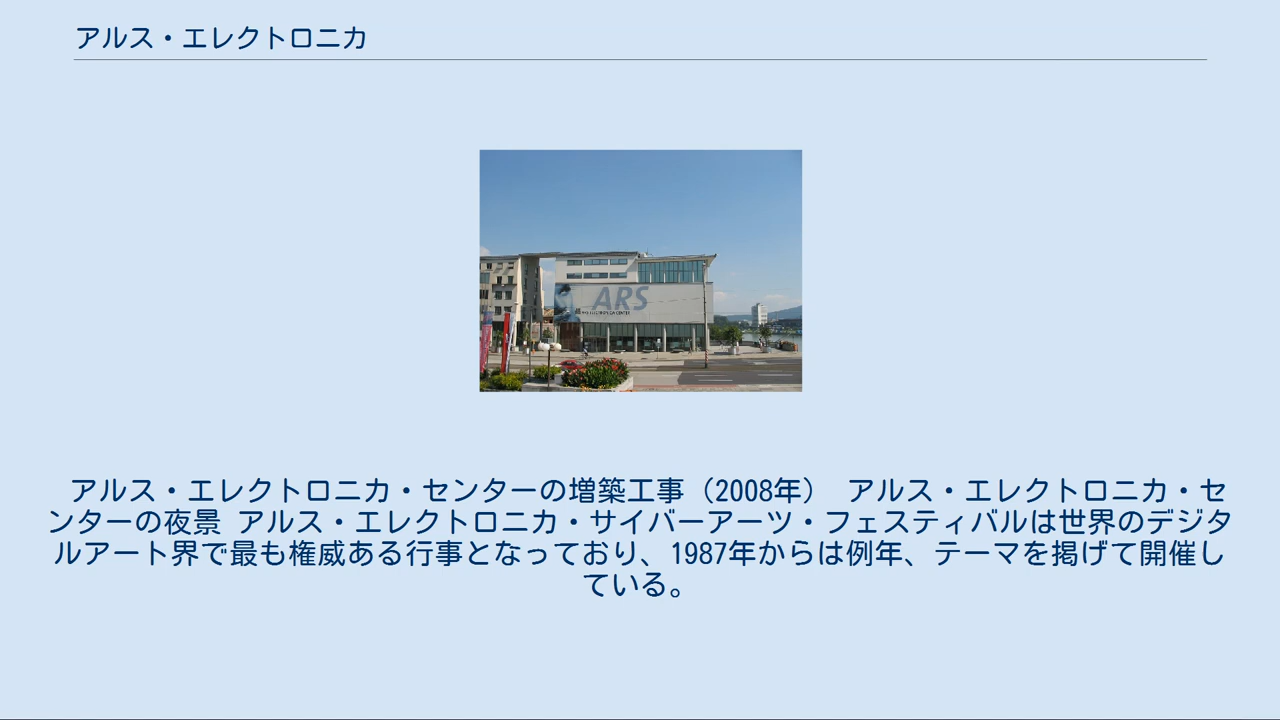 アルス・エレクトロニカ
ARS
アルス・エレクトロニカ・センターの増築工事（2008年） アルス・エレクトロニカ・セ
ンターの夜景 アルス・エレクトロニカ・サイバーアーツ・フェスティバルは世界のデジタ
ルアート界で最も権威ある行事となっており、1987年からは例年、テーマを掲げて開催し
ている。